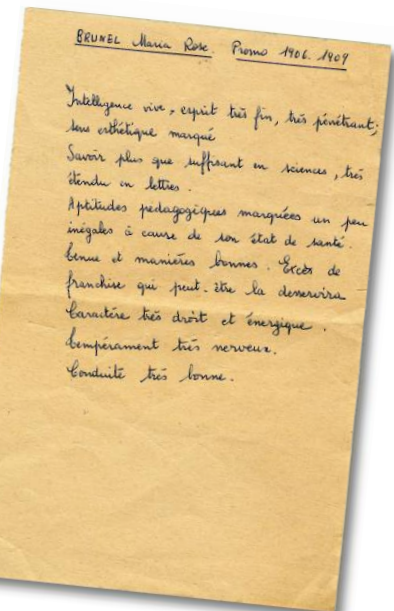 BRUNEL Maria Rose. Promo 1906.1909
Intelligence vive, esprit très fin, très pénétrant;
sens esthétique marqué
Savoir plus que suffisant en sciences, très
étendu en lettres.
Aptitudes pedagogiques marquées un peu
inégales à cause de son état de santé.
Tenue et manières bonnes. Excès de
franchise qui peut-être la desservira
Caractère très droit et énergique.
Tempérament très nerveux.
Conduite très bonne.